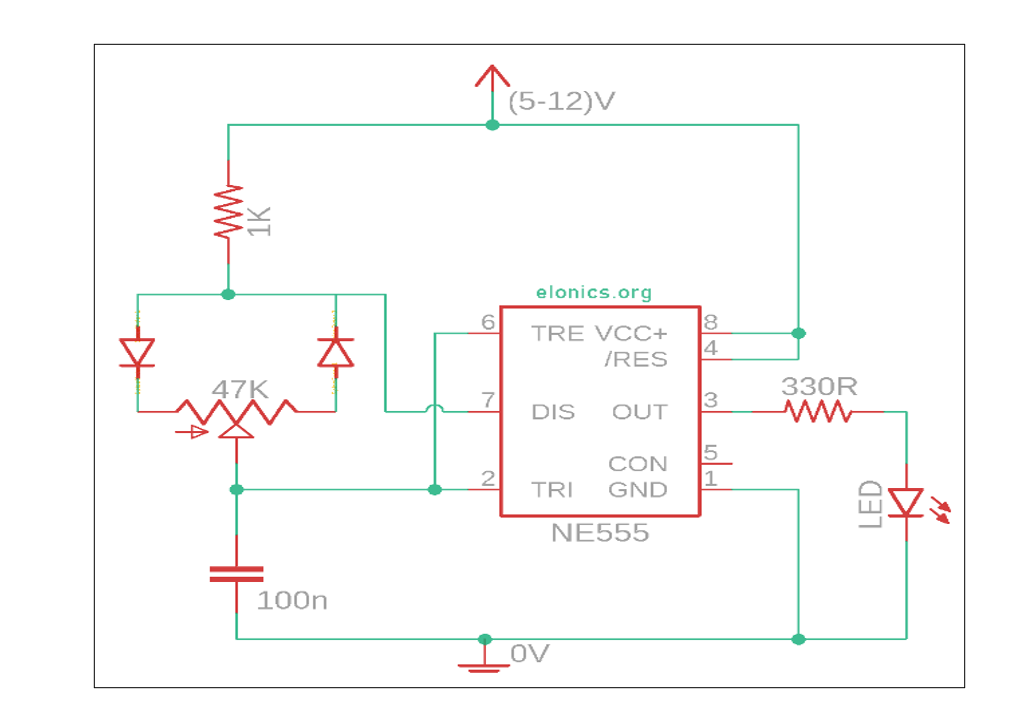 (5-12)V
1K
elonics.org
6 TRE VCC+ 8
/RES 4
47K
330R
7 DIS OUT 3
CON 5
2 TRI GND 1
LED
NE555
100n
0V